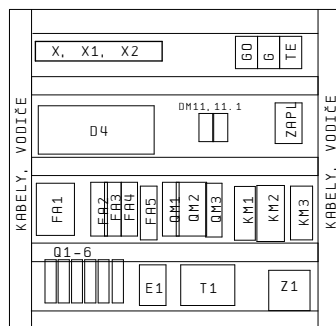 KABELY, VODIČE
X, X1, X2
GO
G
TE
D4
DM11,11.1
ZAPL
FA1
FA2
FA3
FA4
FA5
QM1
QM2
QM3
KM1
KM2
KM3
Q1-6
E1
T1
Z1
KABELY, VODIČE